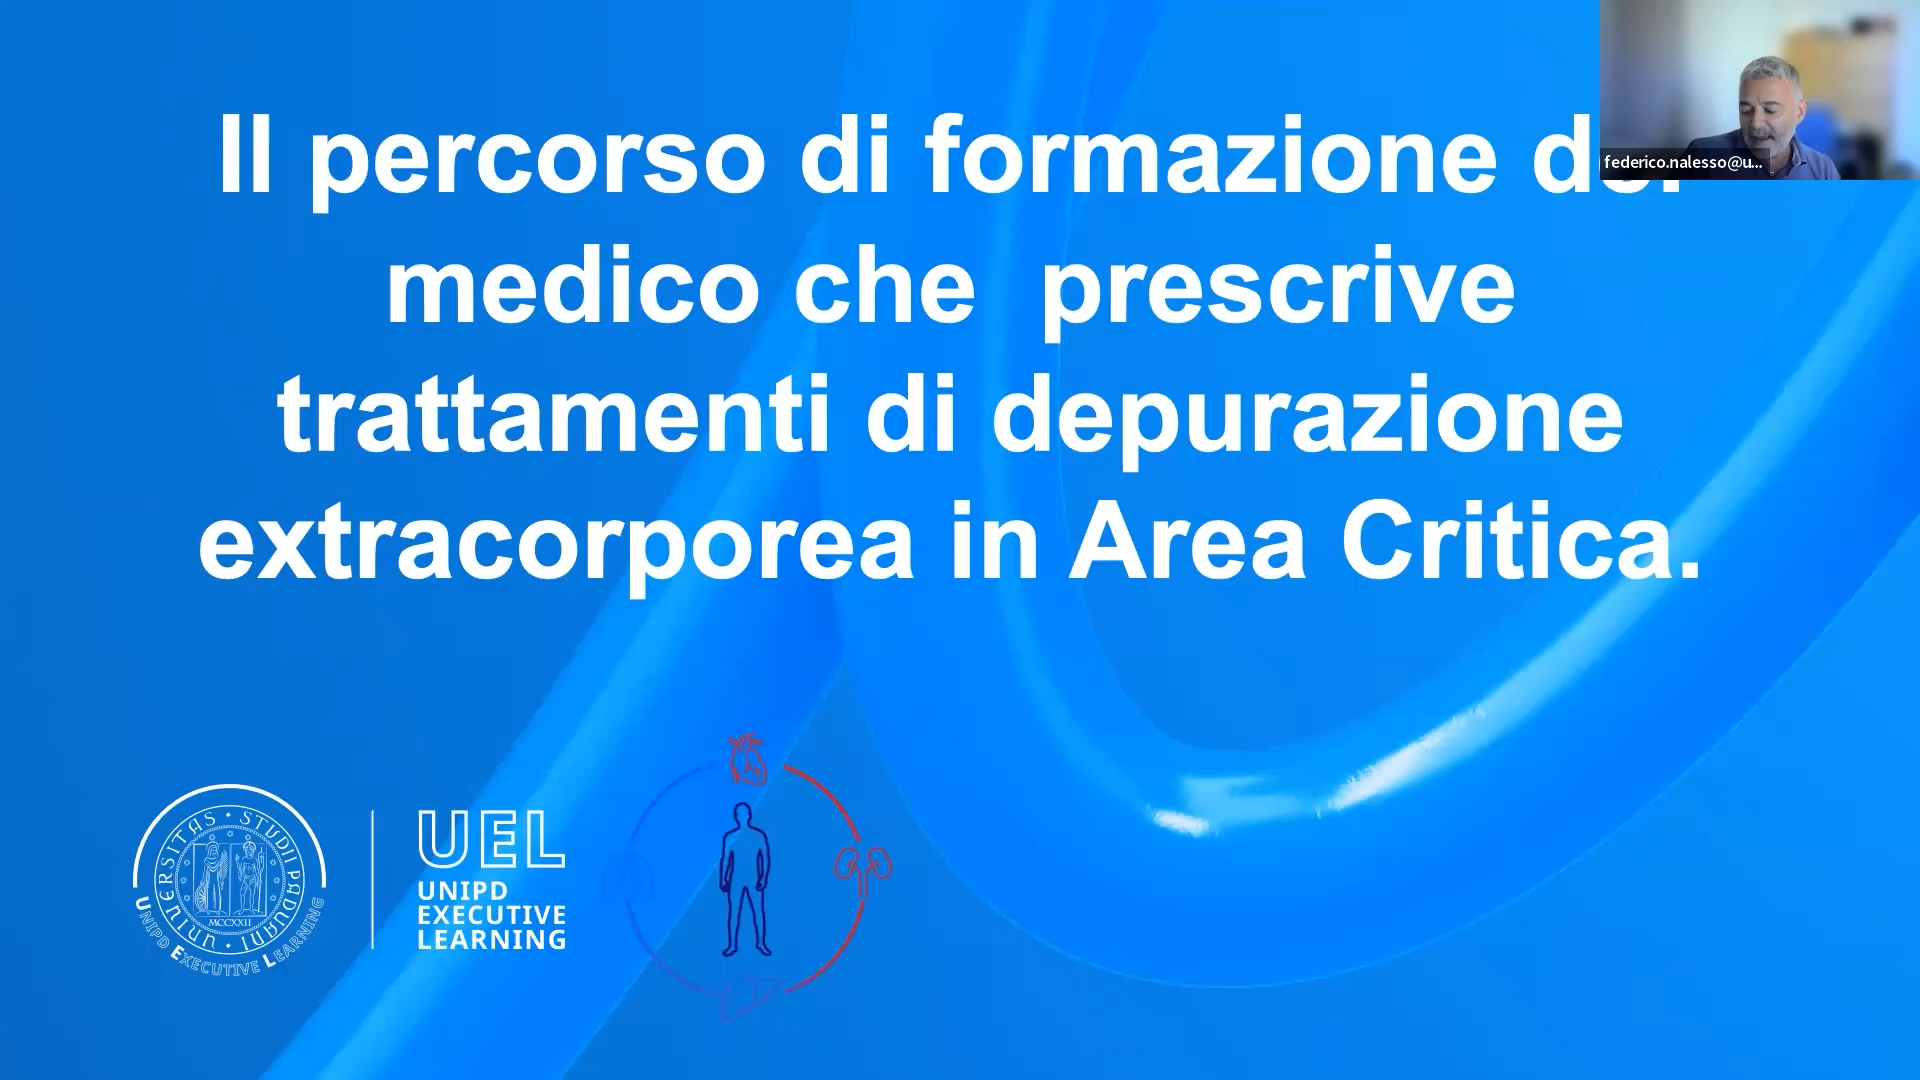 Il percorso di formazione del
medico che  prescrive
trattamenti di depurazione
extracorporea in Area Critica.
federico.nalesso@u...
UNIVERSITAS • STUDII PADUANI •
MCCXXII
UNIPD EXECUTIVE LEARNING
UEL
UNIPD
EXECUTIVE
LEARNING